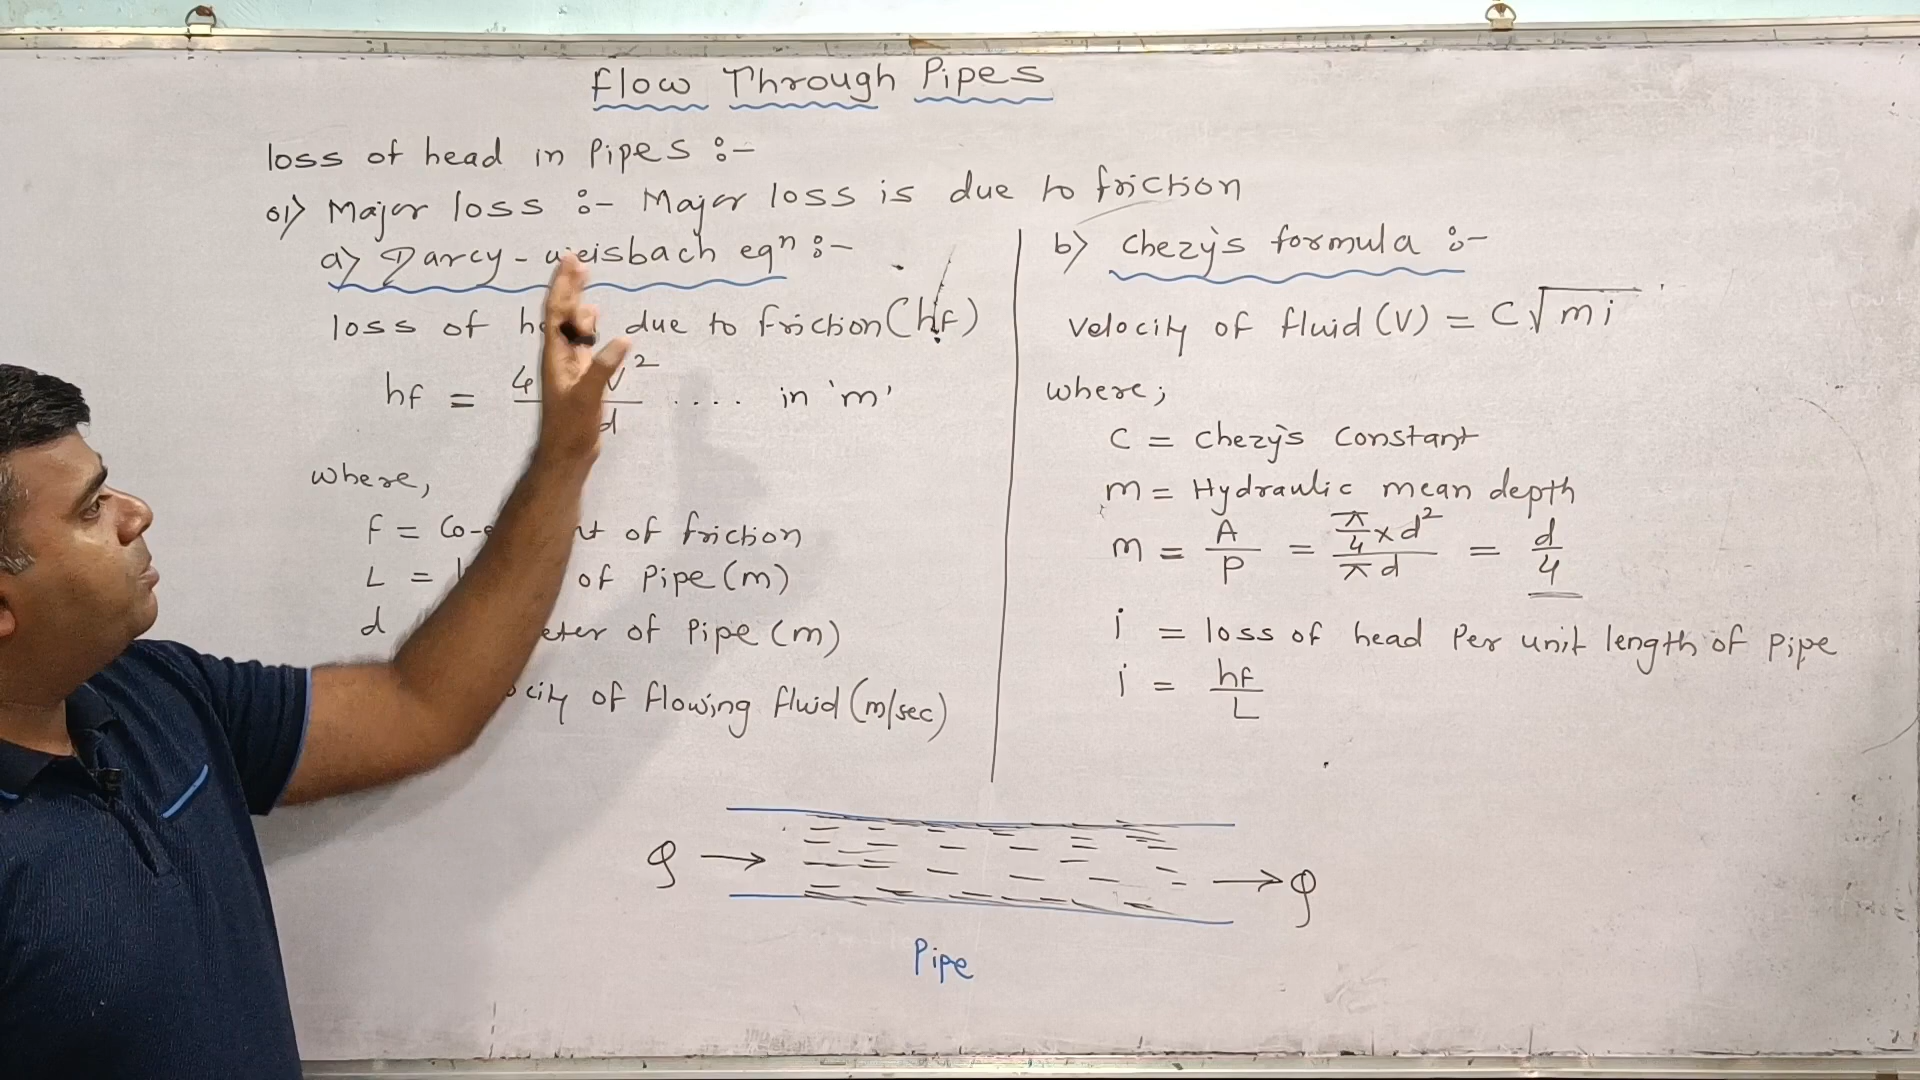 Flow Through Pipes
loss of head in Pipes :-
01) Major loss :- Major loss is due to friction
a) Darcy-weisbach eqⁿ :-
loss of due to friction (hf)
hf = 4 V² .... in 'm'
d
where,
f = of friction
L = of Pipe (m)
d of Pipe (m)
of flowing fluid (m/sec)
b) Chezy's formula :-
Velocity of fluid (V) = C√mi
where;
C = Chezy's Constant
m = Hydraulic mean depth
m = A/P = (π/4 × d²)/(πd) = d/4
i = loss of head Per unit length of Pipe
i = hf/L
Q → → Q
Pipe